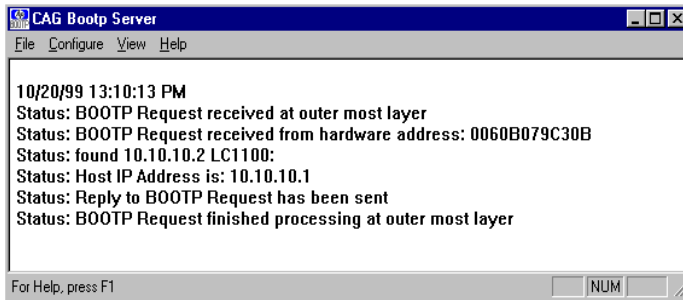 CAG Bootp Server
File Configure View Help
10/20/99 13:10:13 PM
Status: BOOTP Request received at outer most layer
Status: BOOTP Request received from hardware address: 0060B079C30B
Status: found 10.10.10.2 LC1100:
Status: Host IP Address is: 10.10.10.1
Status: Reply to BOOTP Request has been sent
Status: BOOTP Request finished processing at outer most layer
For Help, press F1
NUM